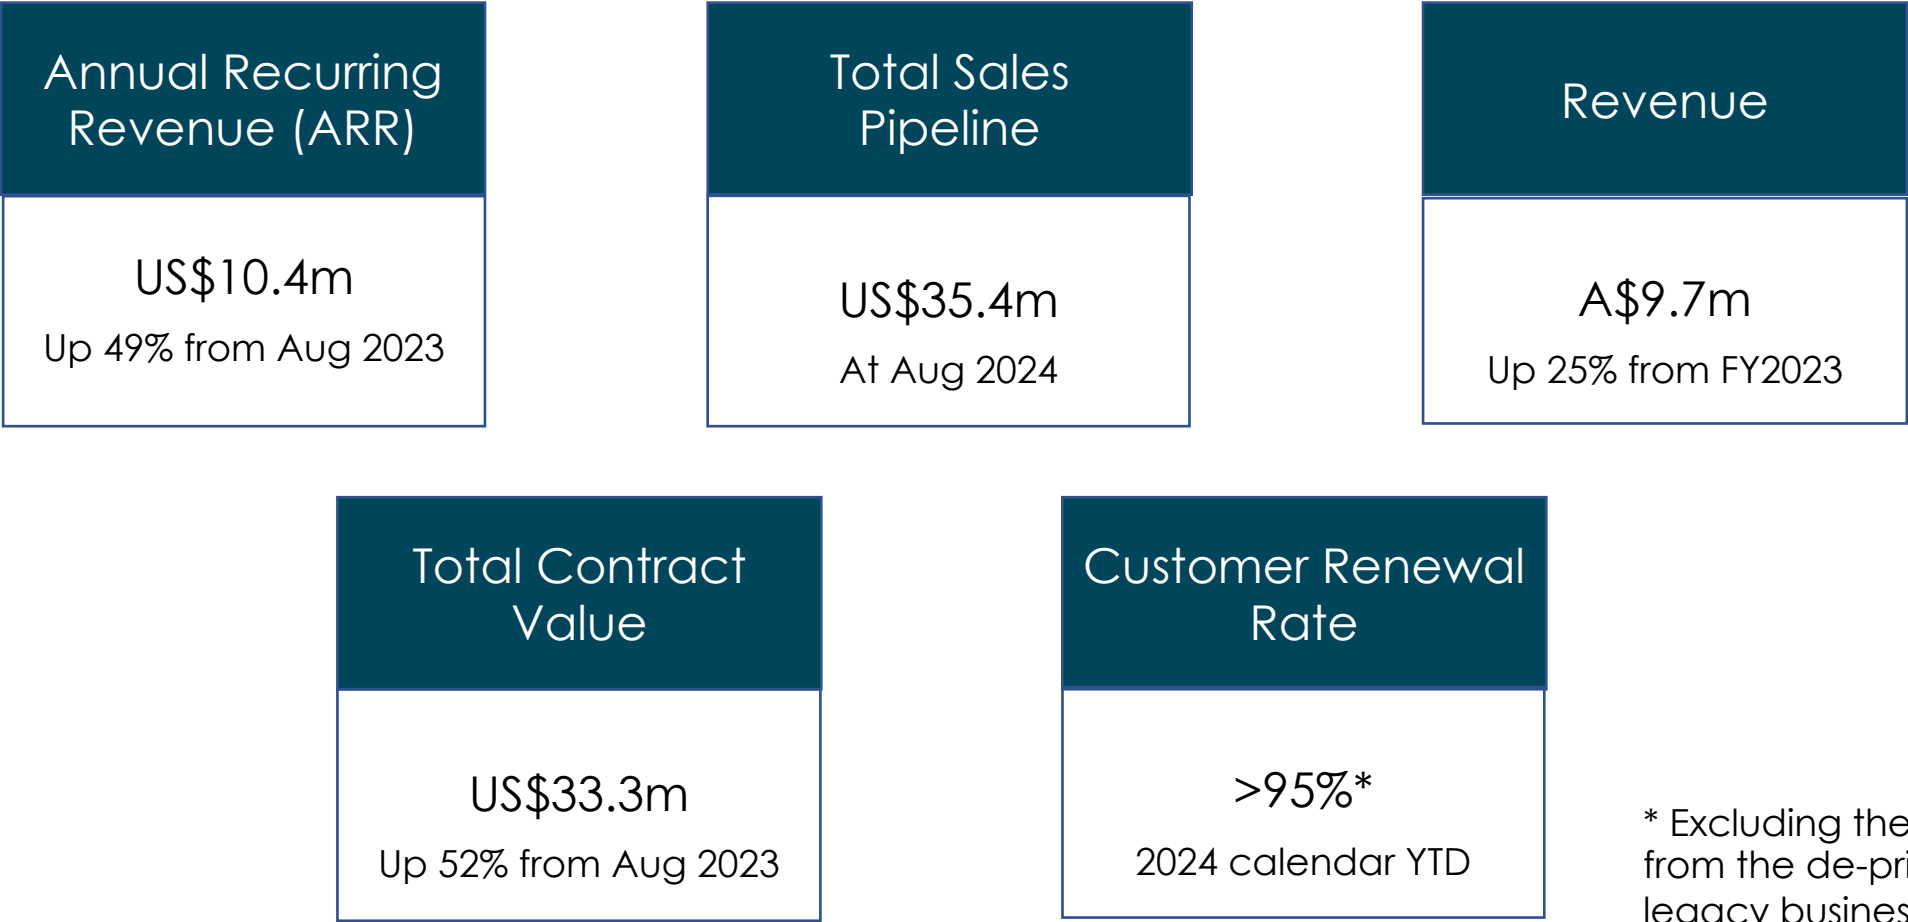 Annual Recurring
Revenue (ARR)
US$10.4m
Up 49% from Aug 2023
Total Sales
Pipeline
US$35.4m
At Aug 2024
Revenue
A$9.7m
Up 25% from FY2023
Total Contract
Value
US$33.3m
Up 52% from Aug 2023
Customer Renewal
Rate
>95%*
2024 calendar YTD
* Excluding the
from the
legacy